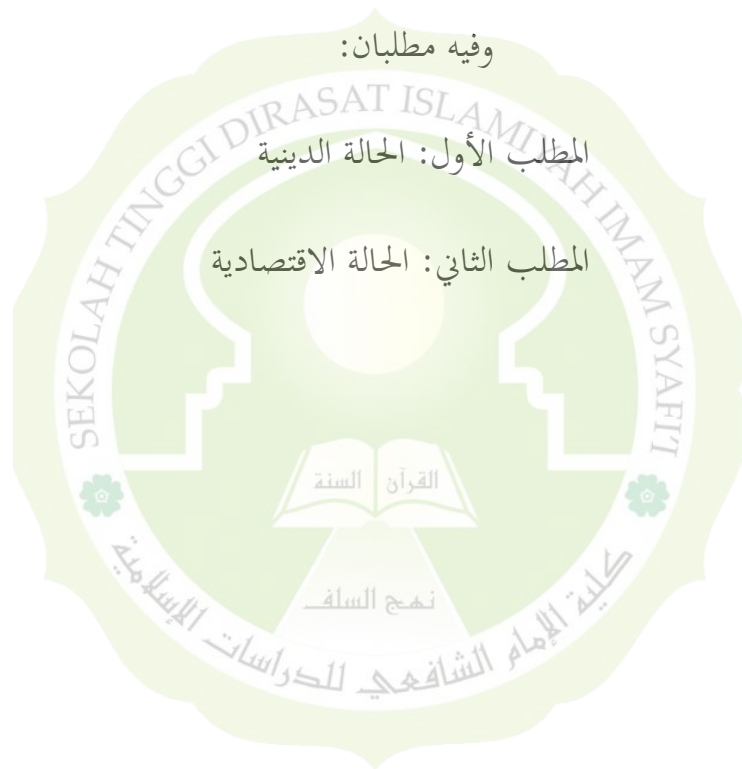 وفيه مطلبان:
المطلب الأول: الحالة الدينية
المطلب الثاني: الحالة الاقتصادية
SEKOLAH TINGGI DIRASAT ISLAMIYAH IMAM SYAFI'I
القرآن السنة
نهج السلف
كلية الإمام الشافعي للدراسات الإسلامية